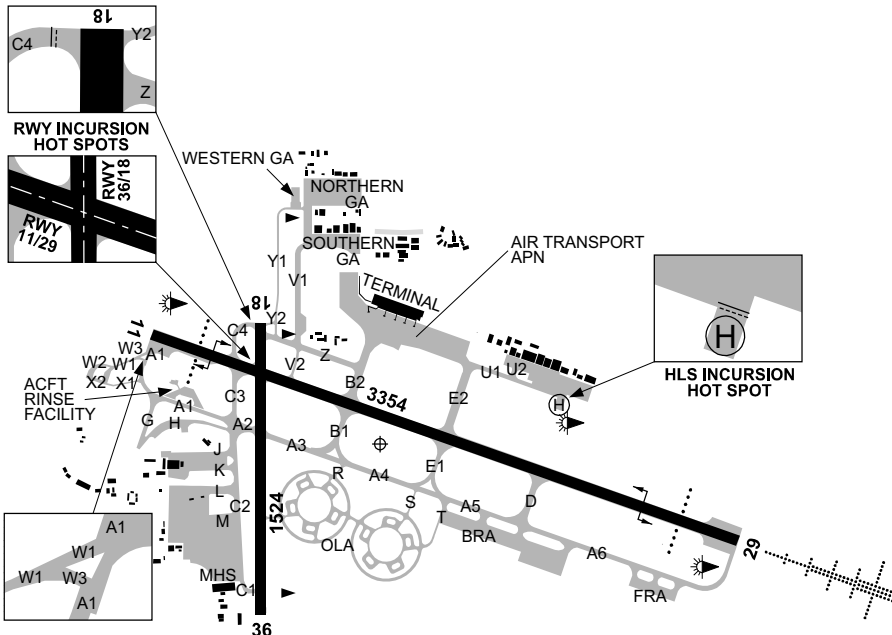 18
C4
Y2
Z
RWY INCURSION
HOT SPOTS
RWY
36/18
RWY
11/29
WESTERN GA
NORTHERN
GA
SOUTHERN
GA
Y1
V1
AIR TRANSPORT
APN
TERMINAL
H
HLS INCURSION
HOT SPOT
18
Y2
C4
11
W3
A1
W2
W1
X2
X1
ACFT
RINSE
FACILITY
Z
V2
B2
3354
U1
U2
H
E2
C3
A1
G
H
A2
A3
B1
J
K
R
A4
E1
L
C2
M
1524
S
T
A5
D
OLA
BRA
A6
29
MHS
C1
FRA
36
A1
W1
W1
W3
A1